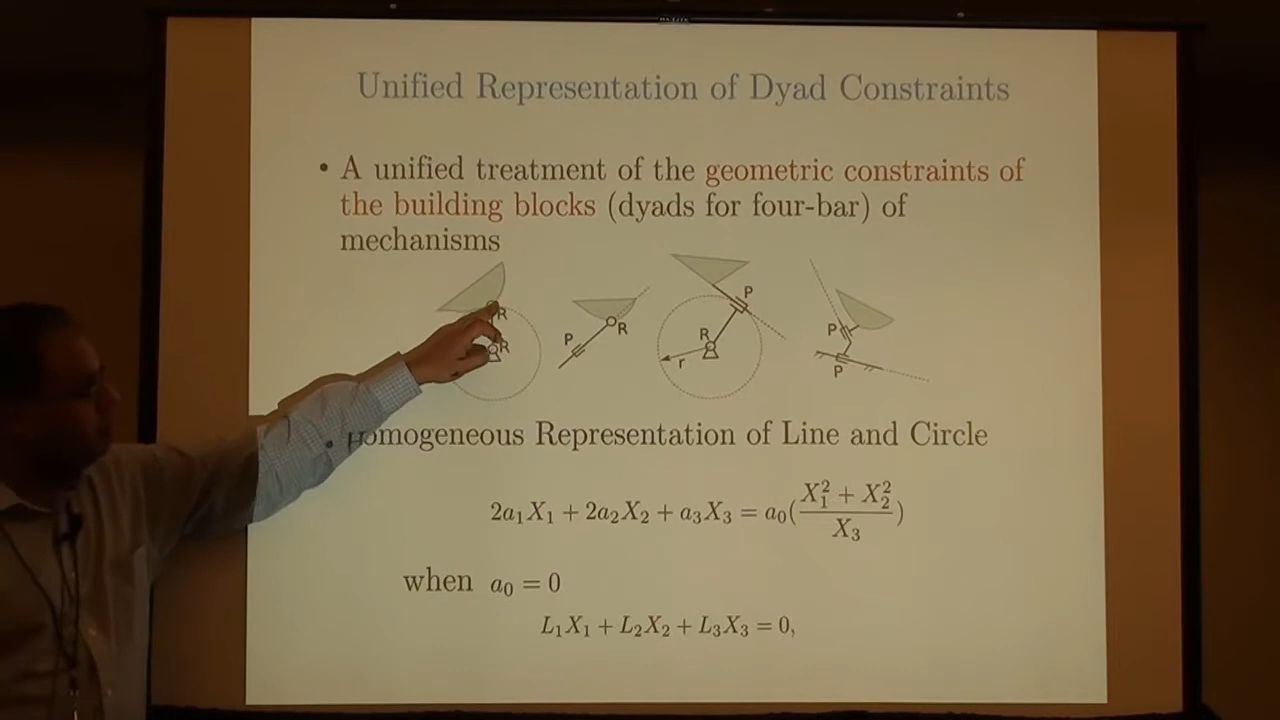 Unified Representation of Dyad Constraints
• A unified treatment of the geometric constraints of
the building blocks (dyads for four-bar) of
mechanisms
R
R
P
R
P
R
r
P
P
• Homogeneous Representation of Line and Circle
2a₁X₁ + 2a₂X₂ + a₃X₃ = a₀(\frac{X₁² + X₂²}{X₃})
when a₀ = 0
L₁X₁ + L₂X₂ + L₃X₃ = 0,